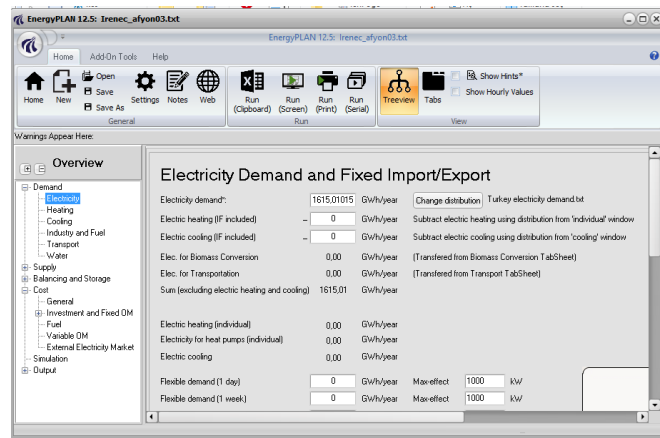 EnergyPLAN 12.5: Irenec_afyon03.txt
EnergyPLAN 12.5: Irenec_afyon03.txt
Home Add-On Tools Help
Home New Open Save Save As Settings Notes Web
General
Run (Clipboard) Run (Screen) Run (Print) Run (Serial)
Run
Treeview Tabs Show Hints* Show Hourly Values
View
Warnings Appear Here:
Overview
Demand
Electricity
Heating
Cooling
Industry and Fuel
Transport
Water
Supply
Balancing and Storage
Cost
General
Investment and Fixed OM
Fuel
Variable OM
External Electricity Market
Simulation
Output
Electricity Demand and Fixed Import/Export
Electricity demand*: 1615,01015 GWh/year Change distribution Turkey electricity demand.txt
Electric heating (IF included) – 0 GWh/year Subtract electric heating using distribution from 'individual' window
Electric cooling (IF included) – 0 GWh/year Subtract electric cooling using distribution from 'cooling' window
Elec. for Biomass Conversion 0,00 GWh/year (Transfered from Biomass Conversion TabSheet)
Elec. for Transportation 0,00 GWh/year (Transfered from Transport TabSheet)
Sum (excluding electric heating and cooling) 1615,01 GWh/year
Electric heating (individual) 0,00 GWh/year
Electricity for heat pumps (individual) 0,00 GWh/year
Electric cooling 0,00 GWh/year
Flexible demand (1 day) 0 GWh/year Max-effect 1000 kW
Flexible demand (1 week) 0 GWh/year Max-effect 1000 kW